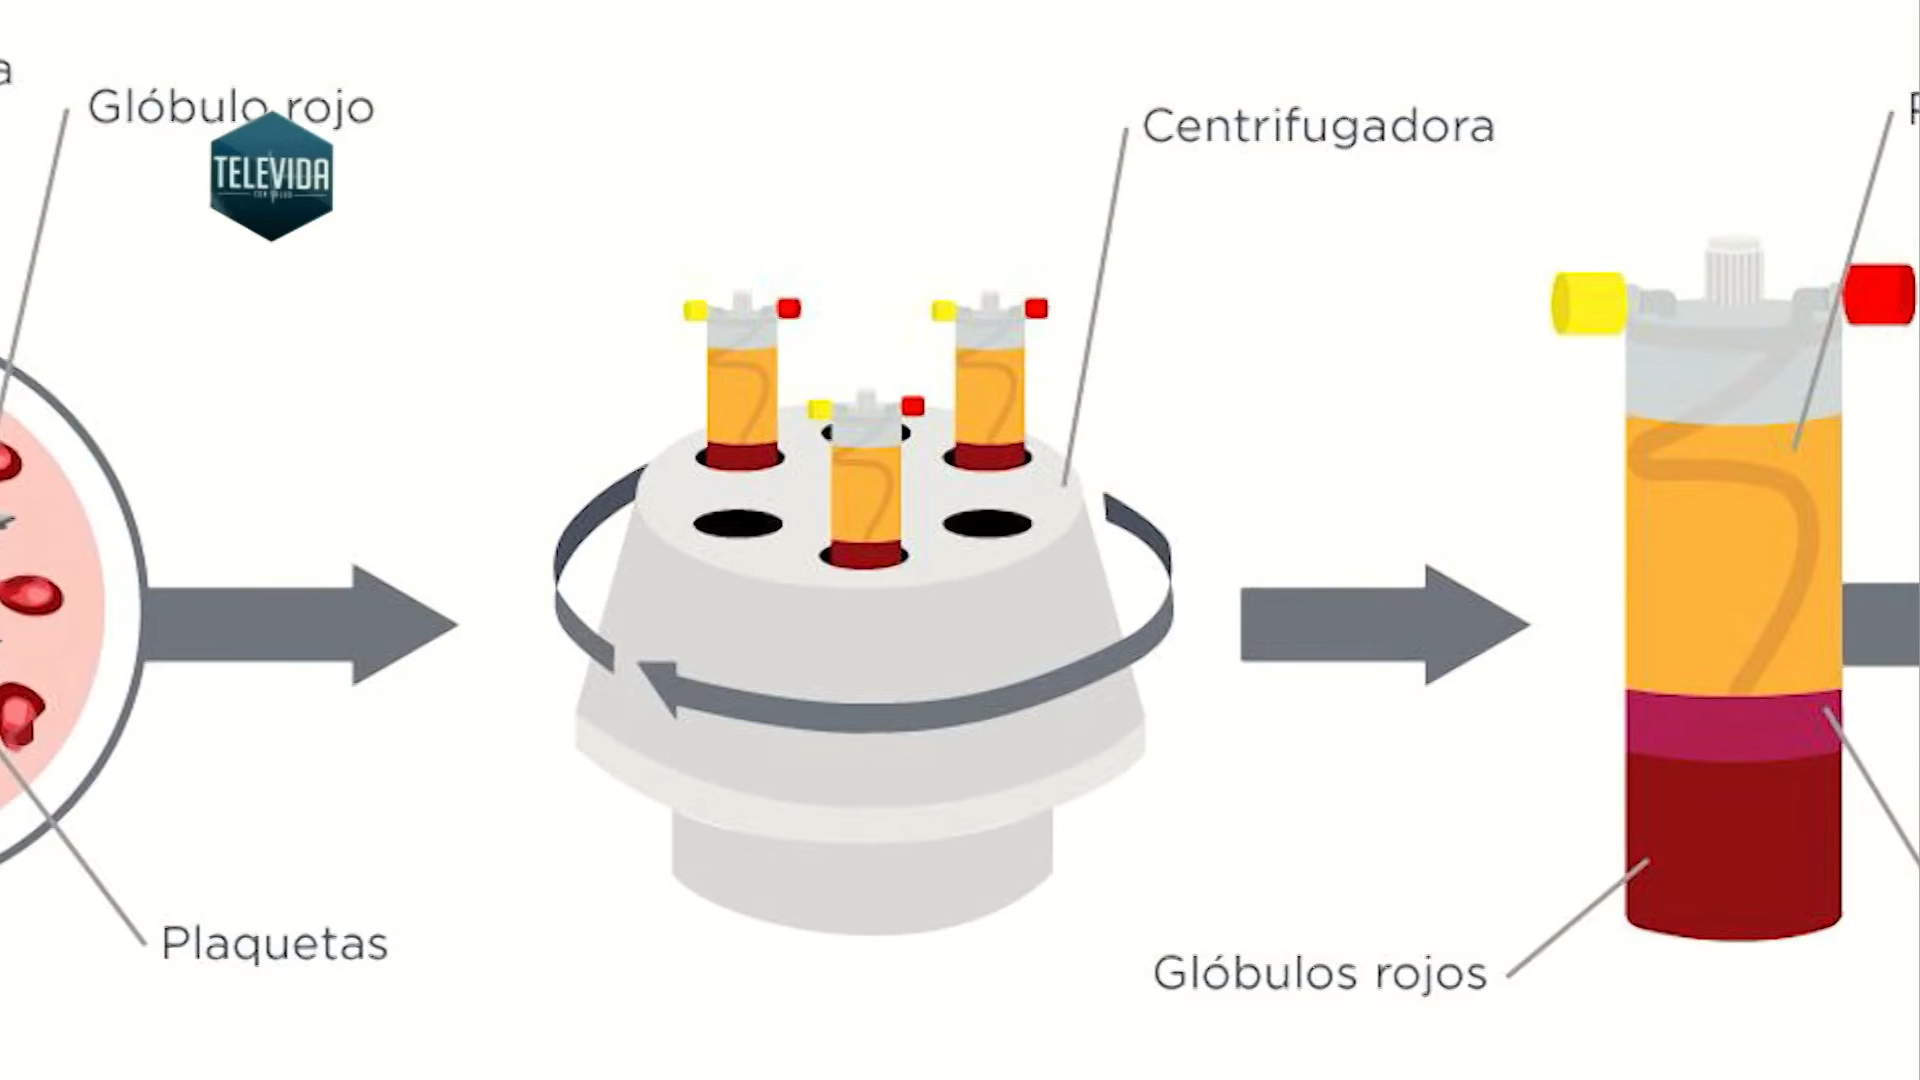 a
Glóbulo rojo
TELEVIDA
Centrifugadora
Plaquetas
Glóbulos rojos